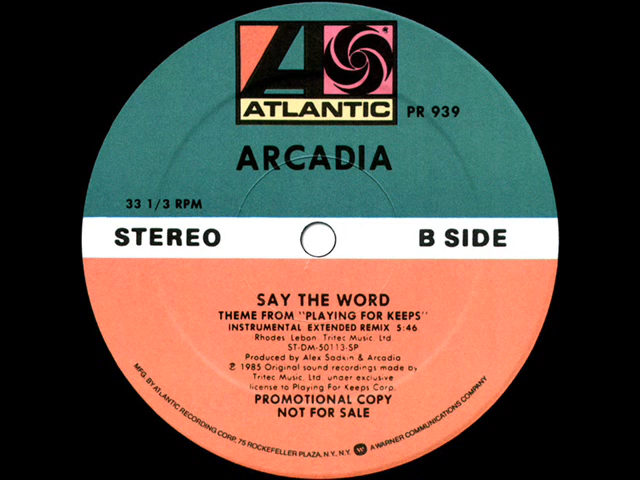 ATLANTIC
PR 939
ARCADIA
33 1/3 RPM
STEREO
B SIDE
SAY THE WORD
THEME FROM "PLAYING FOR KEEPS"
INSTRUMENTAL EXTENDED REMIX 5:46
Rhodes, Lebon. Tritec Music. Ltd.
ST-DM-50113-SP
Produced by Alex Sadkin & Arcadia
℗ 1985 Original sound recordings made by
Tritec Music. Ltd. under exclusive
license to Playing For Keeps Corp.
PROMOTIONAL COPY
NOT FOR SALE
MFG. BY ATLANTIC RECORDING CORP., 75 ROCKEFELLER PLAZA, N.Y., N.Y. A WARNER COMMUNICATIONS COMPANY